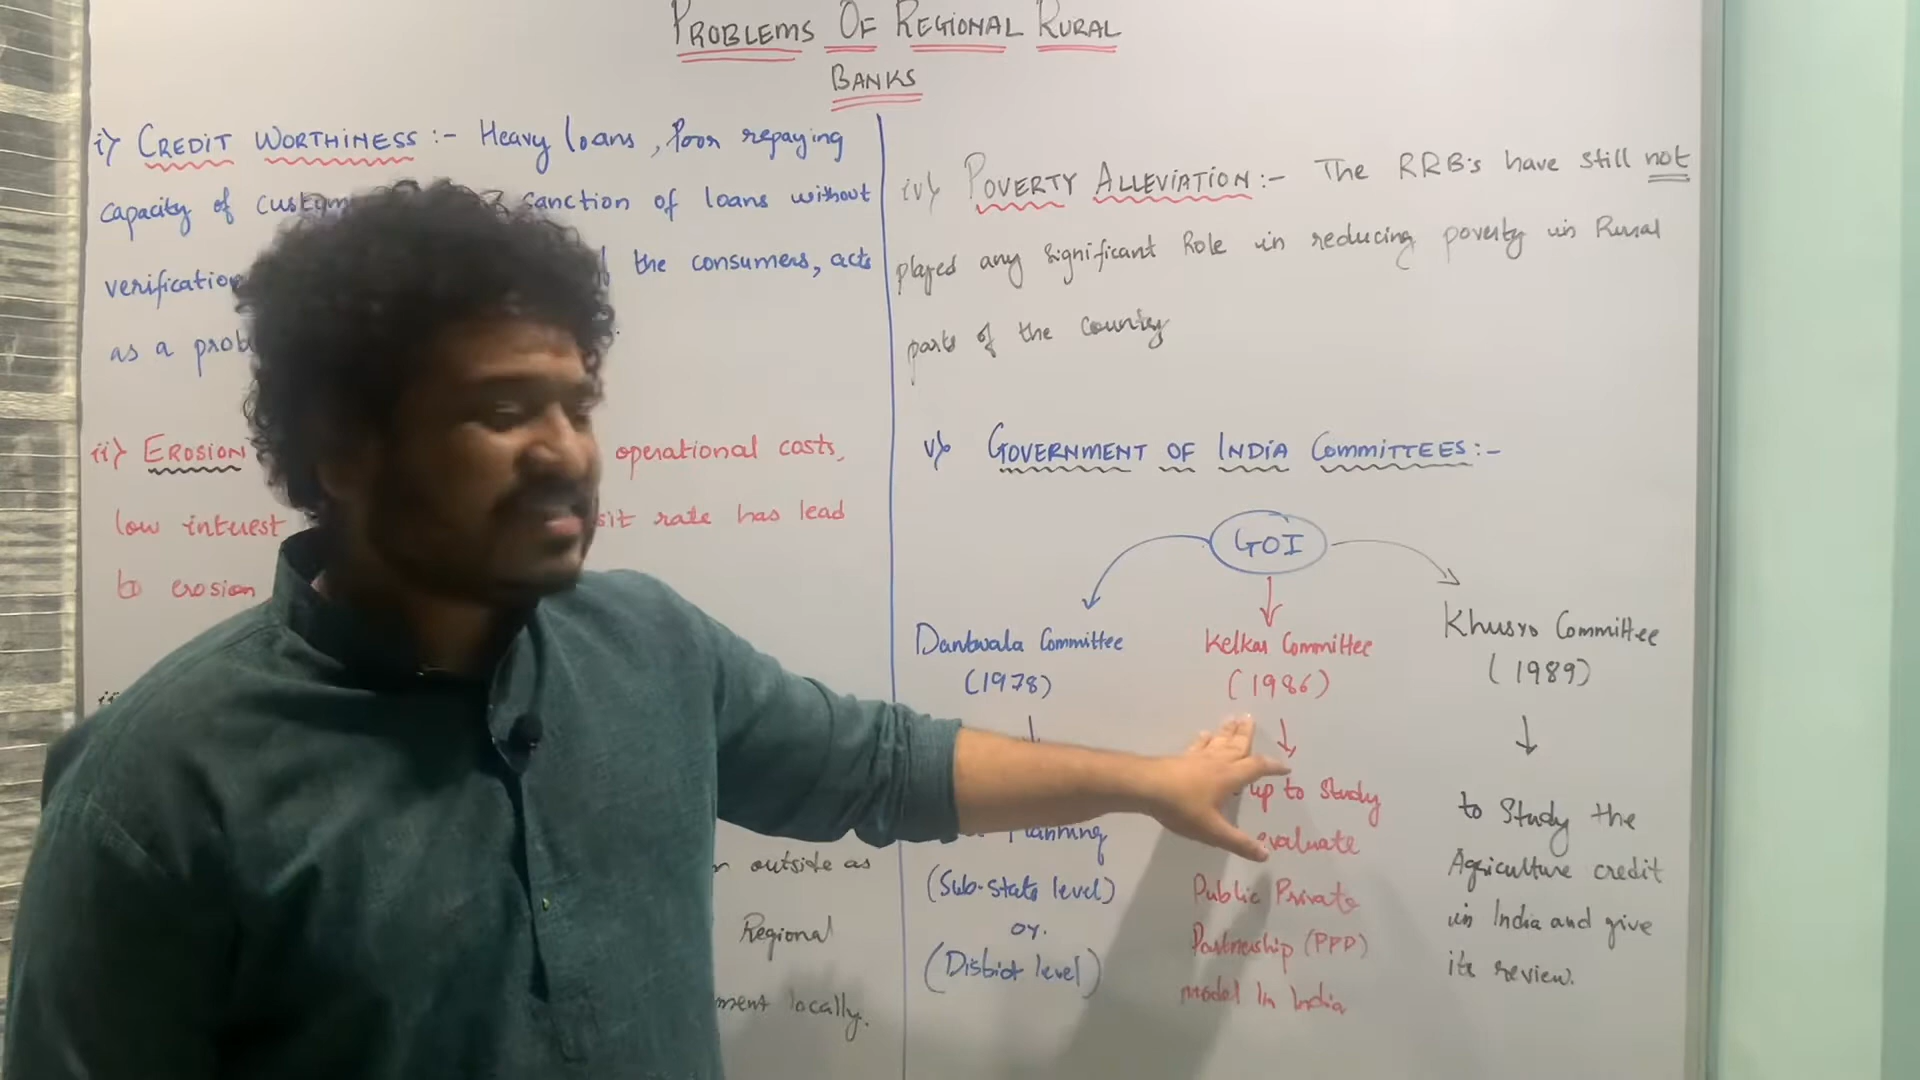 PROBLEMS OF REGIONAL RURAL
BANKS
i) CREDIT WORTHINESS :- Heavy loans, Poor repaying
capacity of sanction of loans without
verification the consumers, acts
as a
ii) EROSION operational costs,
low interest rate has lead
to erosion
outside as
Regional
locally.
iv) POVERTY ALLEVIATION :- The RRB's have still not
played any significant Role in reducing poverty in Rural
parts of the country
v) GOVERNMENT OF INDIA COMMITTEES :-
GOI
Dantwala Committee
(1978)
Planning
(Sub-state level)
or.
(District level)
Kelkar Committee
(1986)
up to Study
evaluate
Public Private
Partnership (PPP)
model In India
Khusro Committee
(1989)
to Study the
Agriculture credit
in India and give
its review.